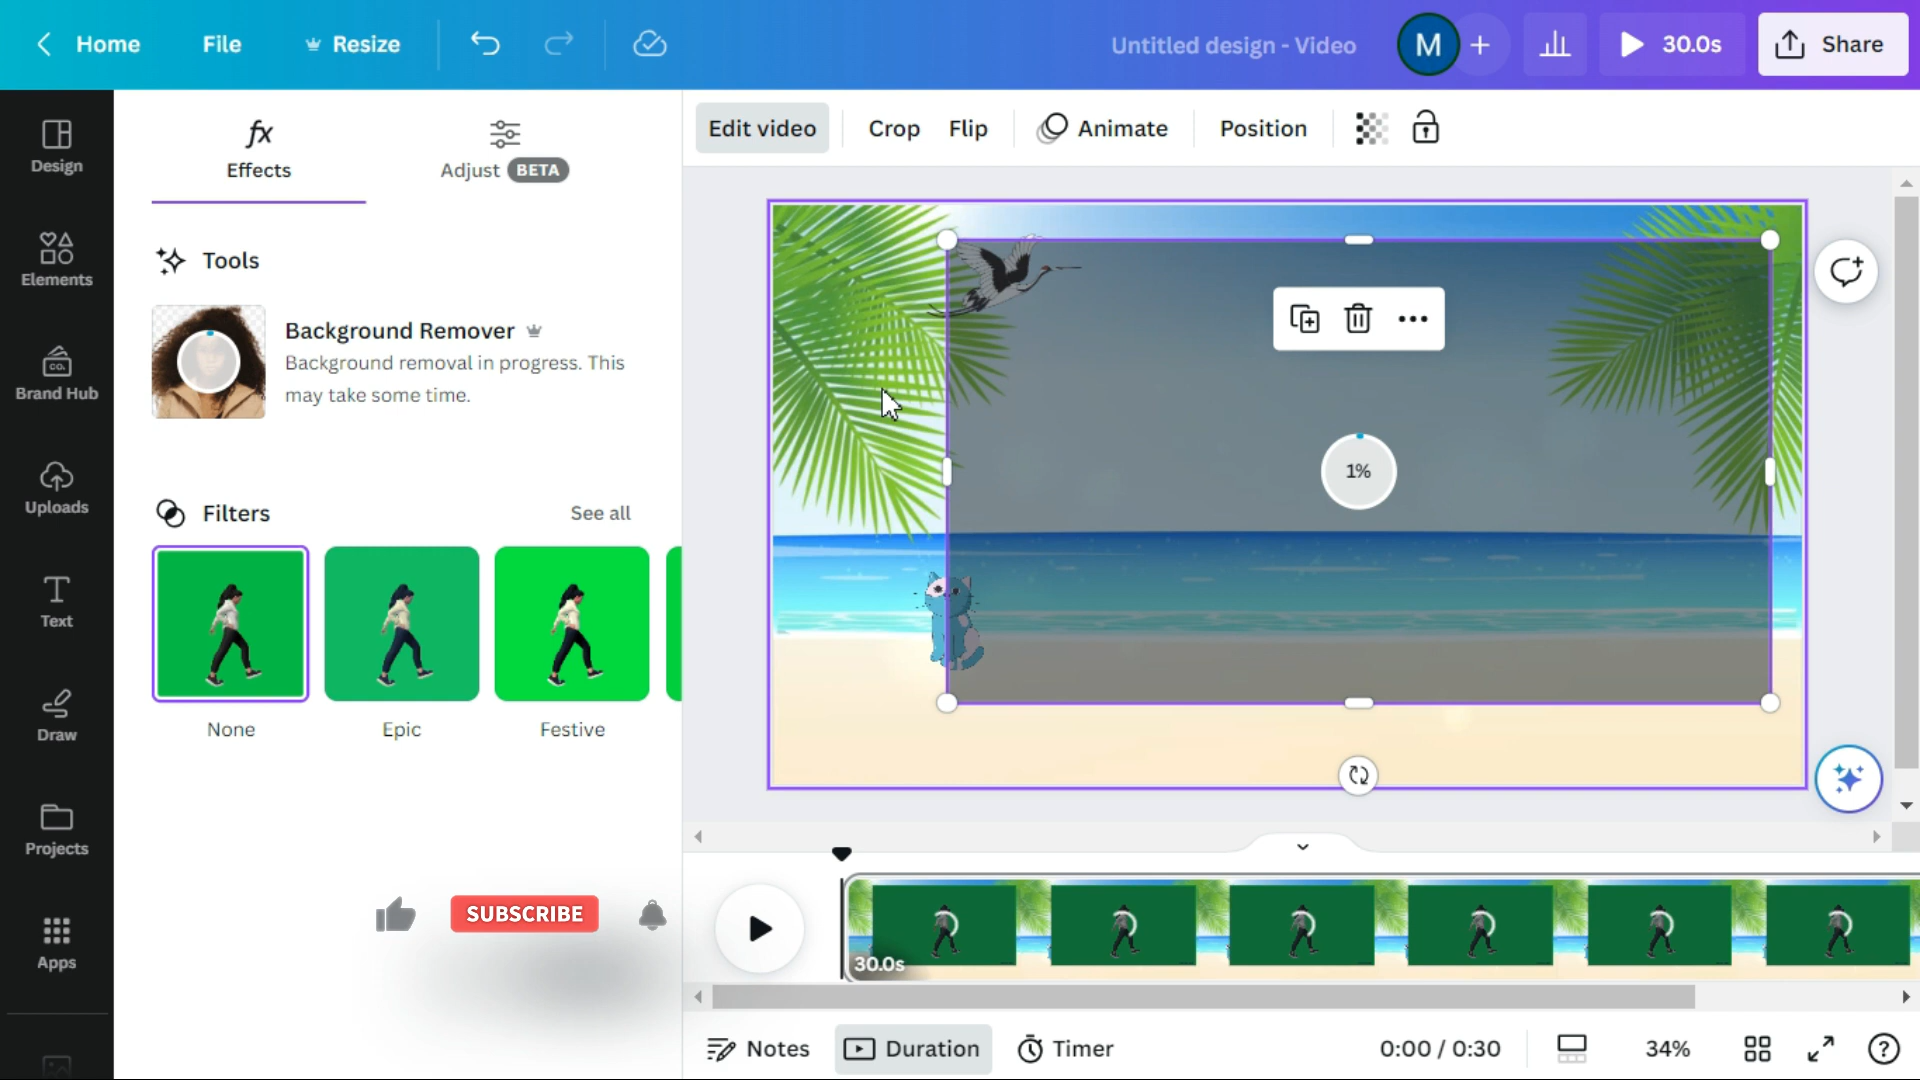 Home
File
Resize
Untitled design - Video
M
30.0s
Share
Design
Elements
CO.
Brand Hub
Uploads
Text
Draw
Projects
Apps
fx
Effects
Adjust BETA
Tools
Background Remover
Background removal in progress. This
may take some time.
Filters
See all
None
Epic
Festive
SUBSCRIBE
Edit video
Crop
Flip
Animate
Position
1%
30.0s
Notes
Duration
Timer
0:00 / 0:30
34%